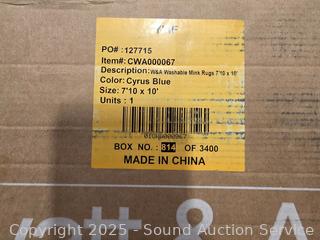 PO# :127715
Item#: CWA000067
Description: W&A Washable Mink Rugs 7'10 x 10'
Color: Cyrus Blue
Size: 7'10 x 10'
Units : 1
BOX NO. : 814 OF 3400
MADE IN CHINA
Copyright 2025 - Sound Auction Service